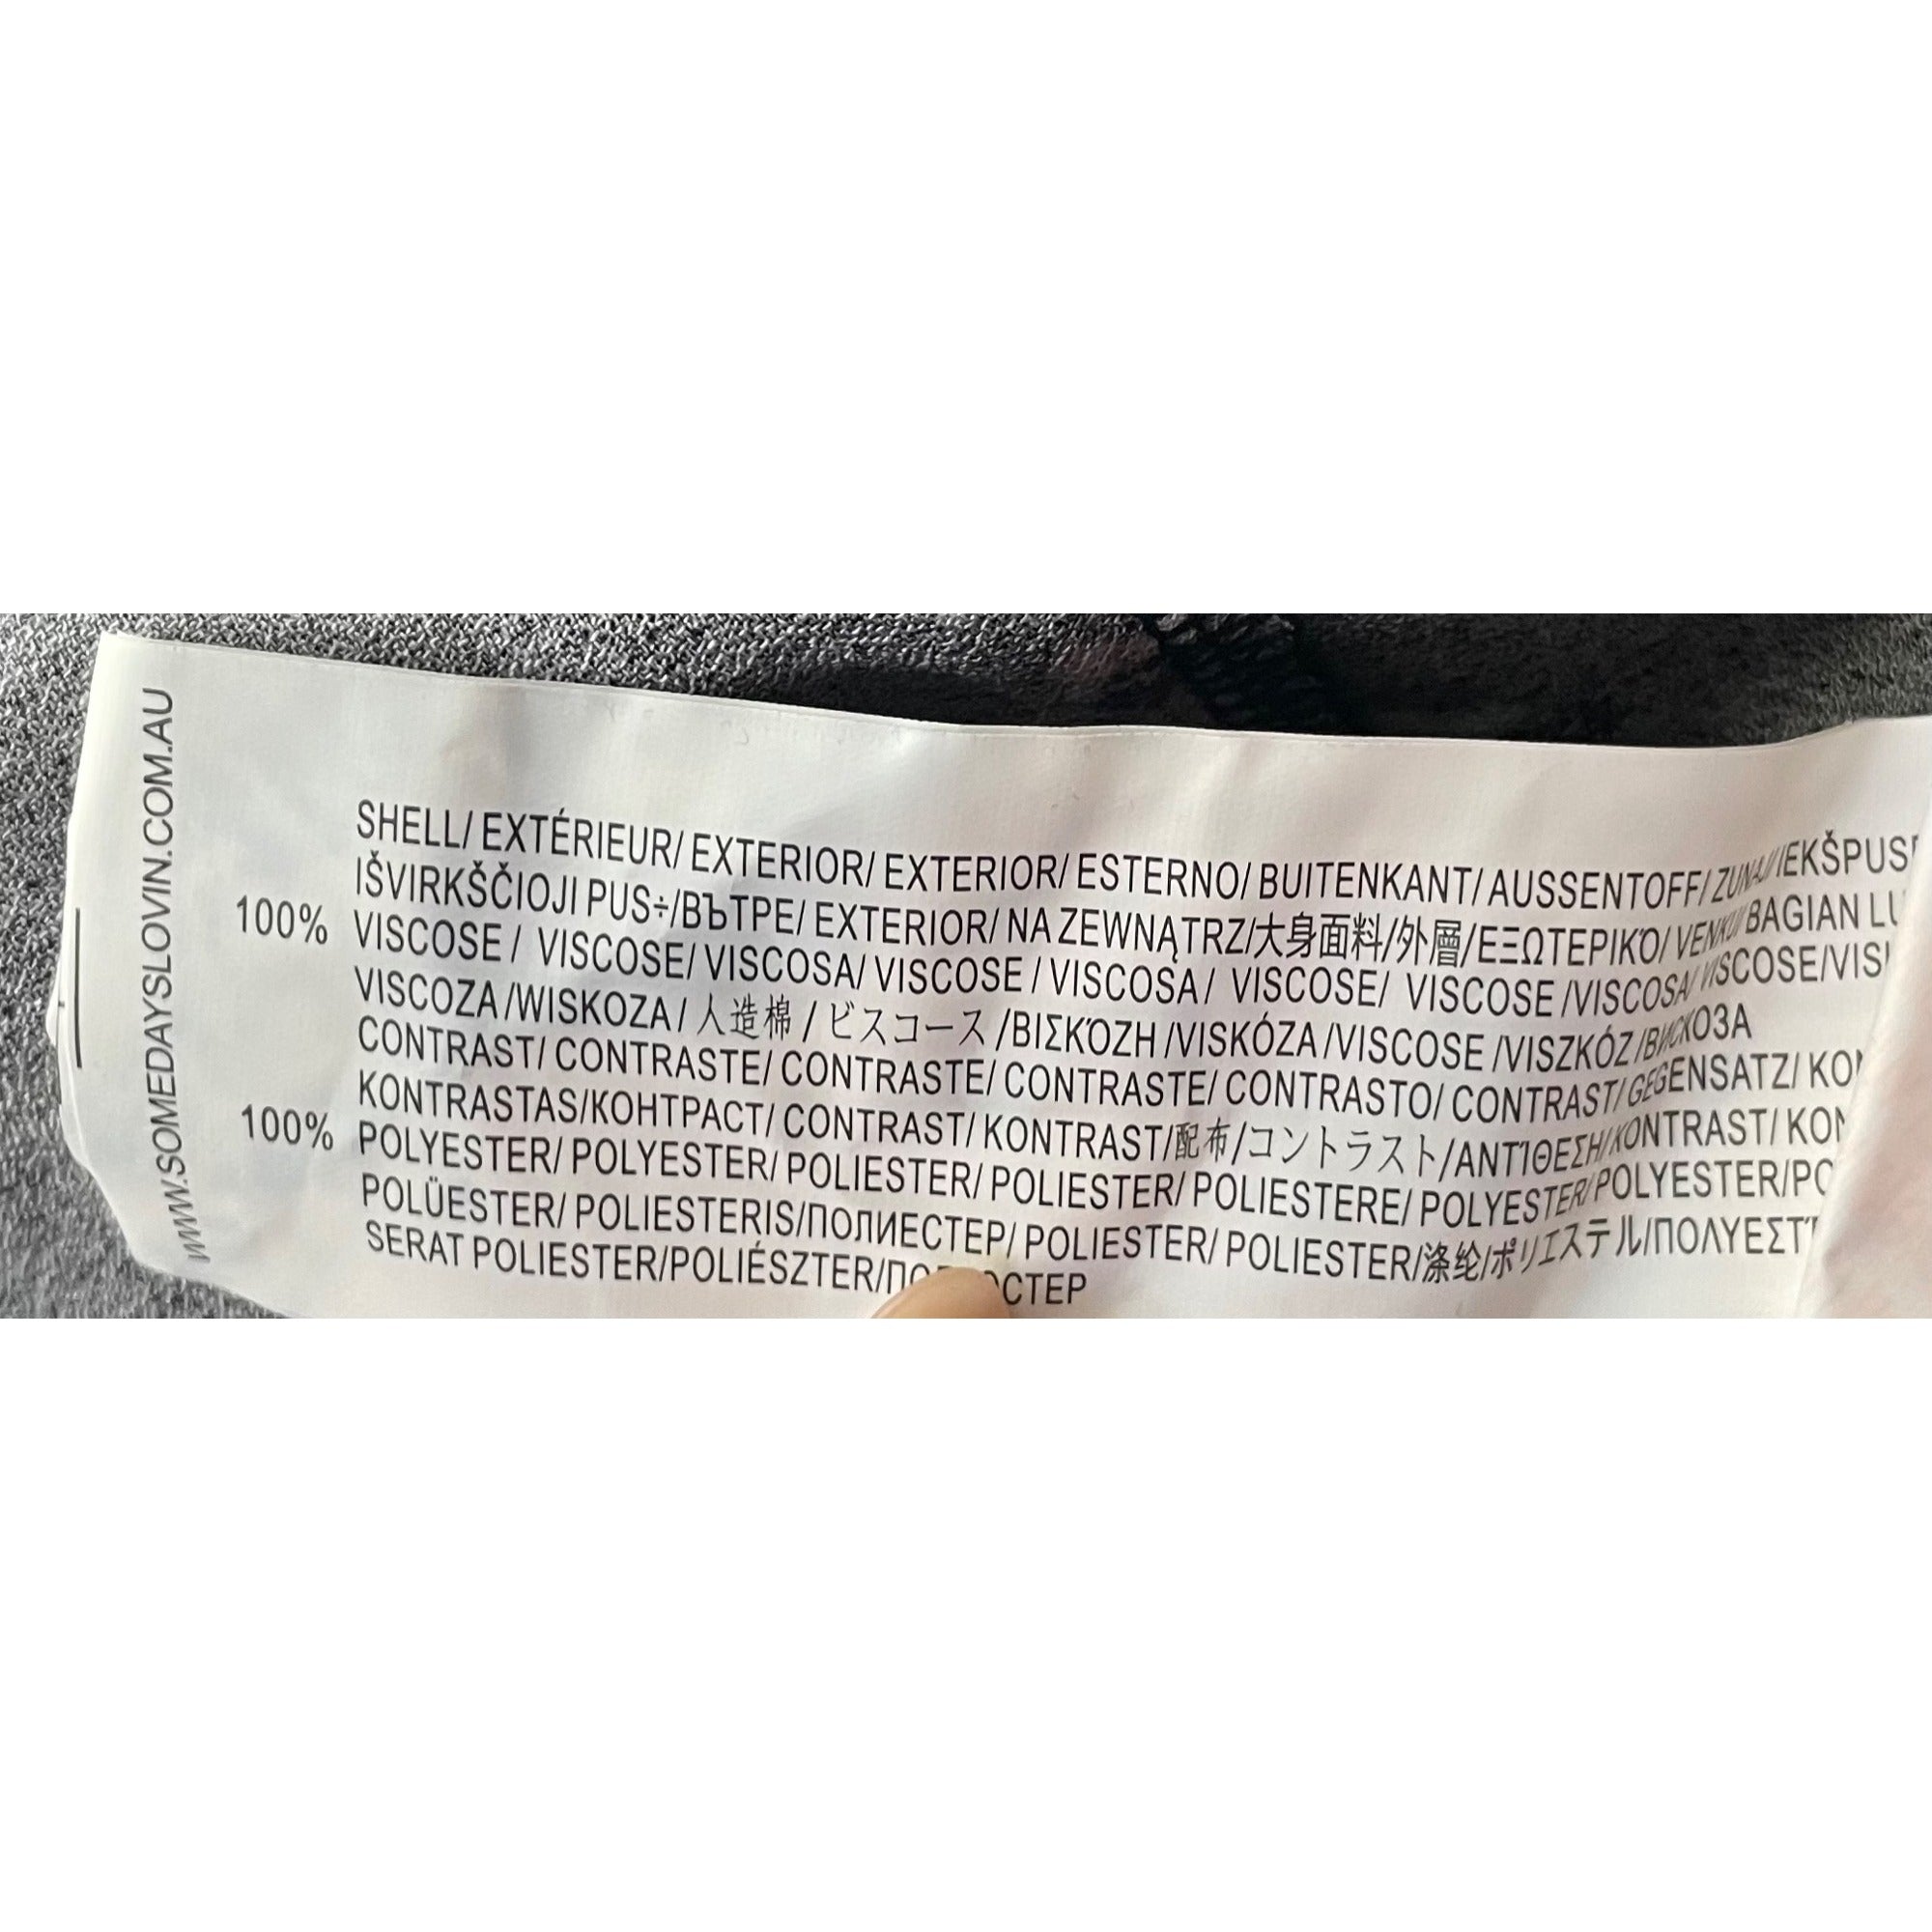 WWW.SOMEDAYSLOVIN.COM.AU
SHELL/ EXTÉRIEUR/ EXTERIOR/ EXTERIOR/ ESTERNO/ BUITENKANT/ AUSSENTOFF/
IŠVIRKŠČIOJI PUS÷/ВЪТРЕ/ EXTERIOR/ NA ZEWNĄTRZ/大身面料/外層/ΕΞΩΤΕΡΙΚΌ/ VENKU/ BAGIAN
100% VISCOSE / VISCOSE/ VISCOSA/ VISCOSE / VISCOSA / VISCOSE/ VISCOSE /VISCOSA/ VISCOSE/
VISCOZA /WISKOZA / 人造棉 / ビスコース /ΒΙΣΚΌΖΗ /VISKÓZA /VISCOSE /VISZKÓZ /ВИСКОЗА
CONTRAST/ CONTRASTE/ CONTRASTE/ CONTRASTE/ CONTRASTO/ CONTRAST/ GEGENSATZ/
KONTRASTAS/КОНТРАСТ/ CONTRAST/ KONTRAST/配布/コントラスト/ΑΝΤΊΘΕΣΗ/KONTRAST/
100% POLYESTER/ POLYESTER/ POLIESTER/ POLIESTER/ POLIESTERE/ POLYESTER/ POLYESTER/
POLÜESTER/ POLIESTERIS/ПОЛИЕСТЕР/ POLIESTER/ POLIESTER/涤纶/ポリエステル/
SERAT POLIESTER/POLIÉSZTER/